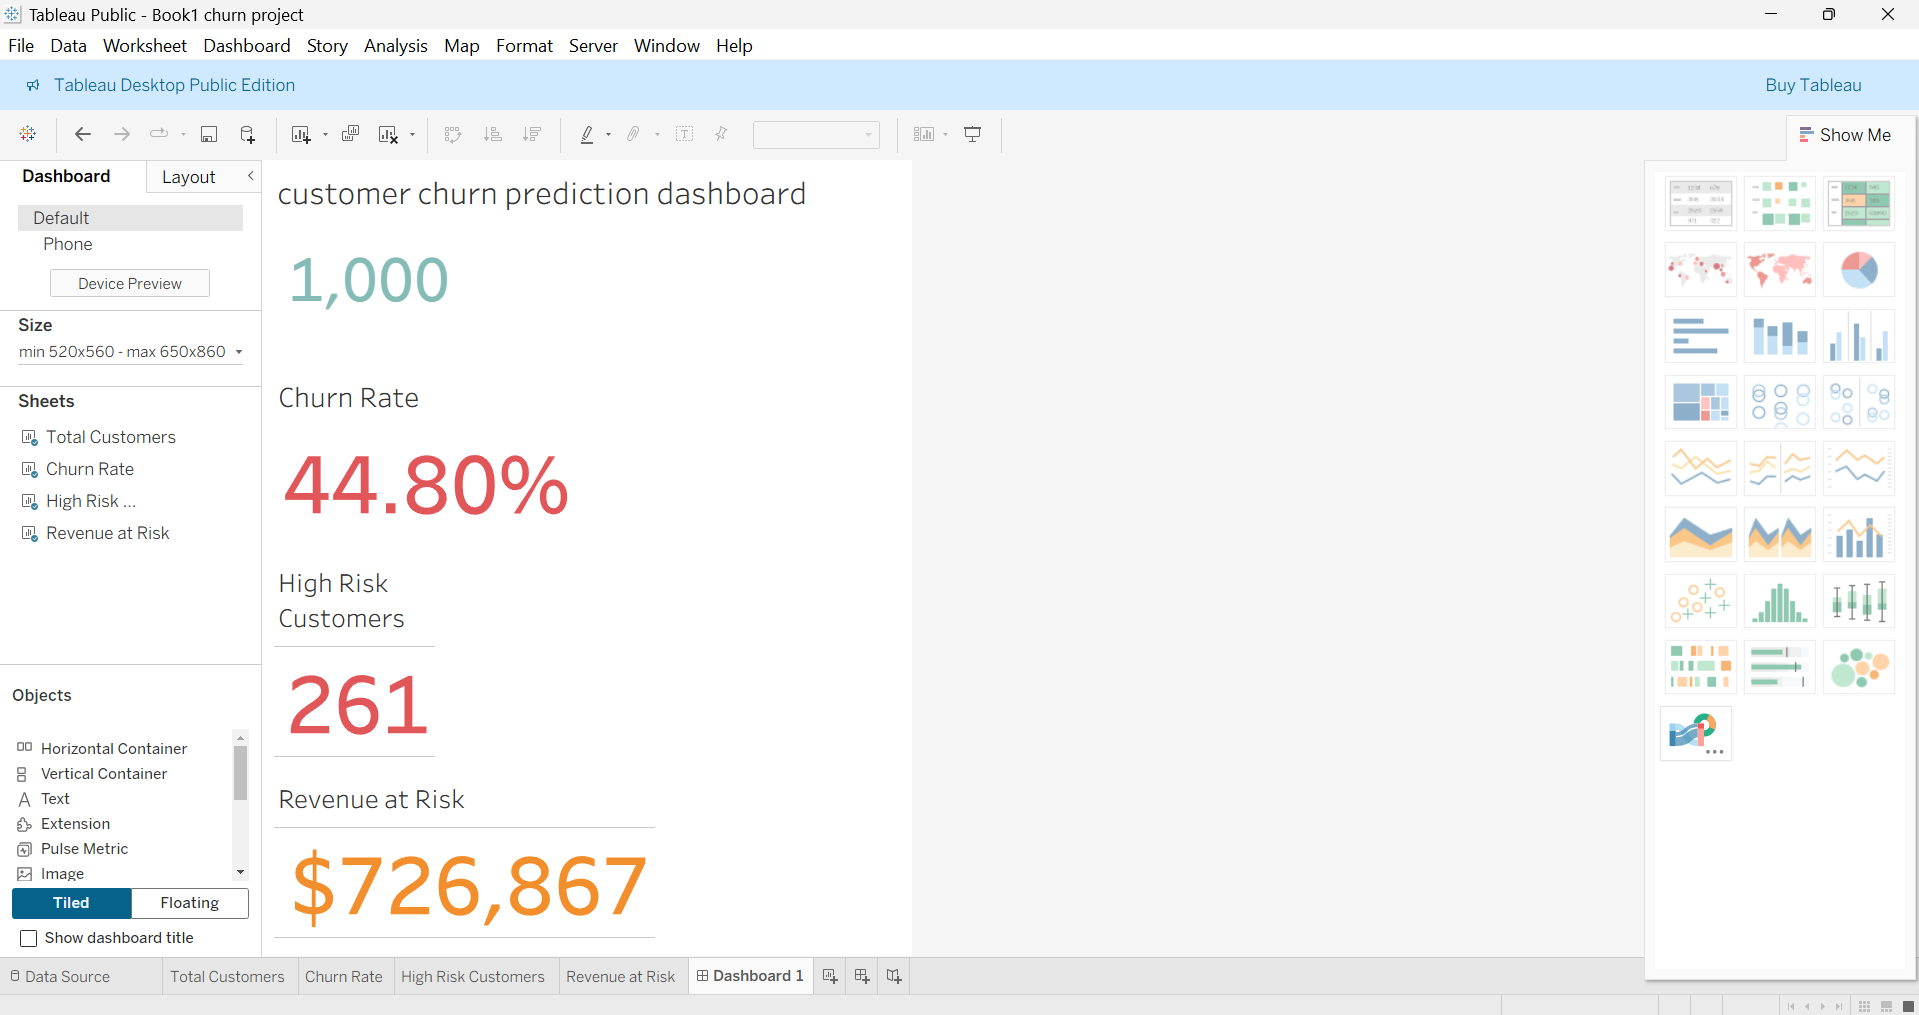 Tableau Public - Book1 churn project
File Data Worksheet Dashboard Story Analysis Map Format Server Window Help
Tableau Desktop Public Edition
Buy Tableau
Show Me
Dashboard
Layout
Default
Phone
Device Preview
Size
min 520x560 - max 650x860
Sheets
Total Customers
Churn Rate
High Risk ...
Revenue at Risk
Objects
Horizontal Container
Vertical Container
Text
Extension
Pulse Metric
Image
Tiled
Floating
Show dashboard title
customer churn prediction dashboard
1,000
Churn Rate
44.80%
High Risk
Customers
261
Revenue at Risk
$726,867
Data Source
Total Customers
Churn Rate
High Risk Customers
Revenue at Risk
Dashboard 1